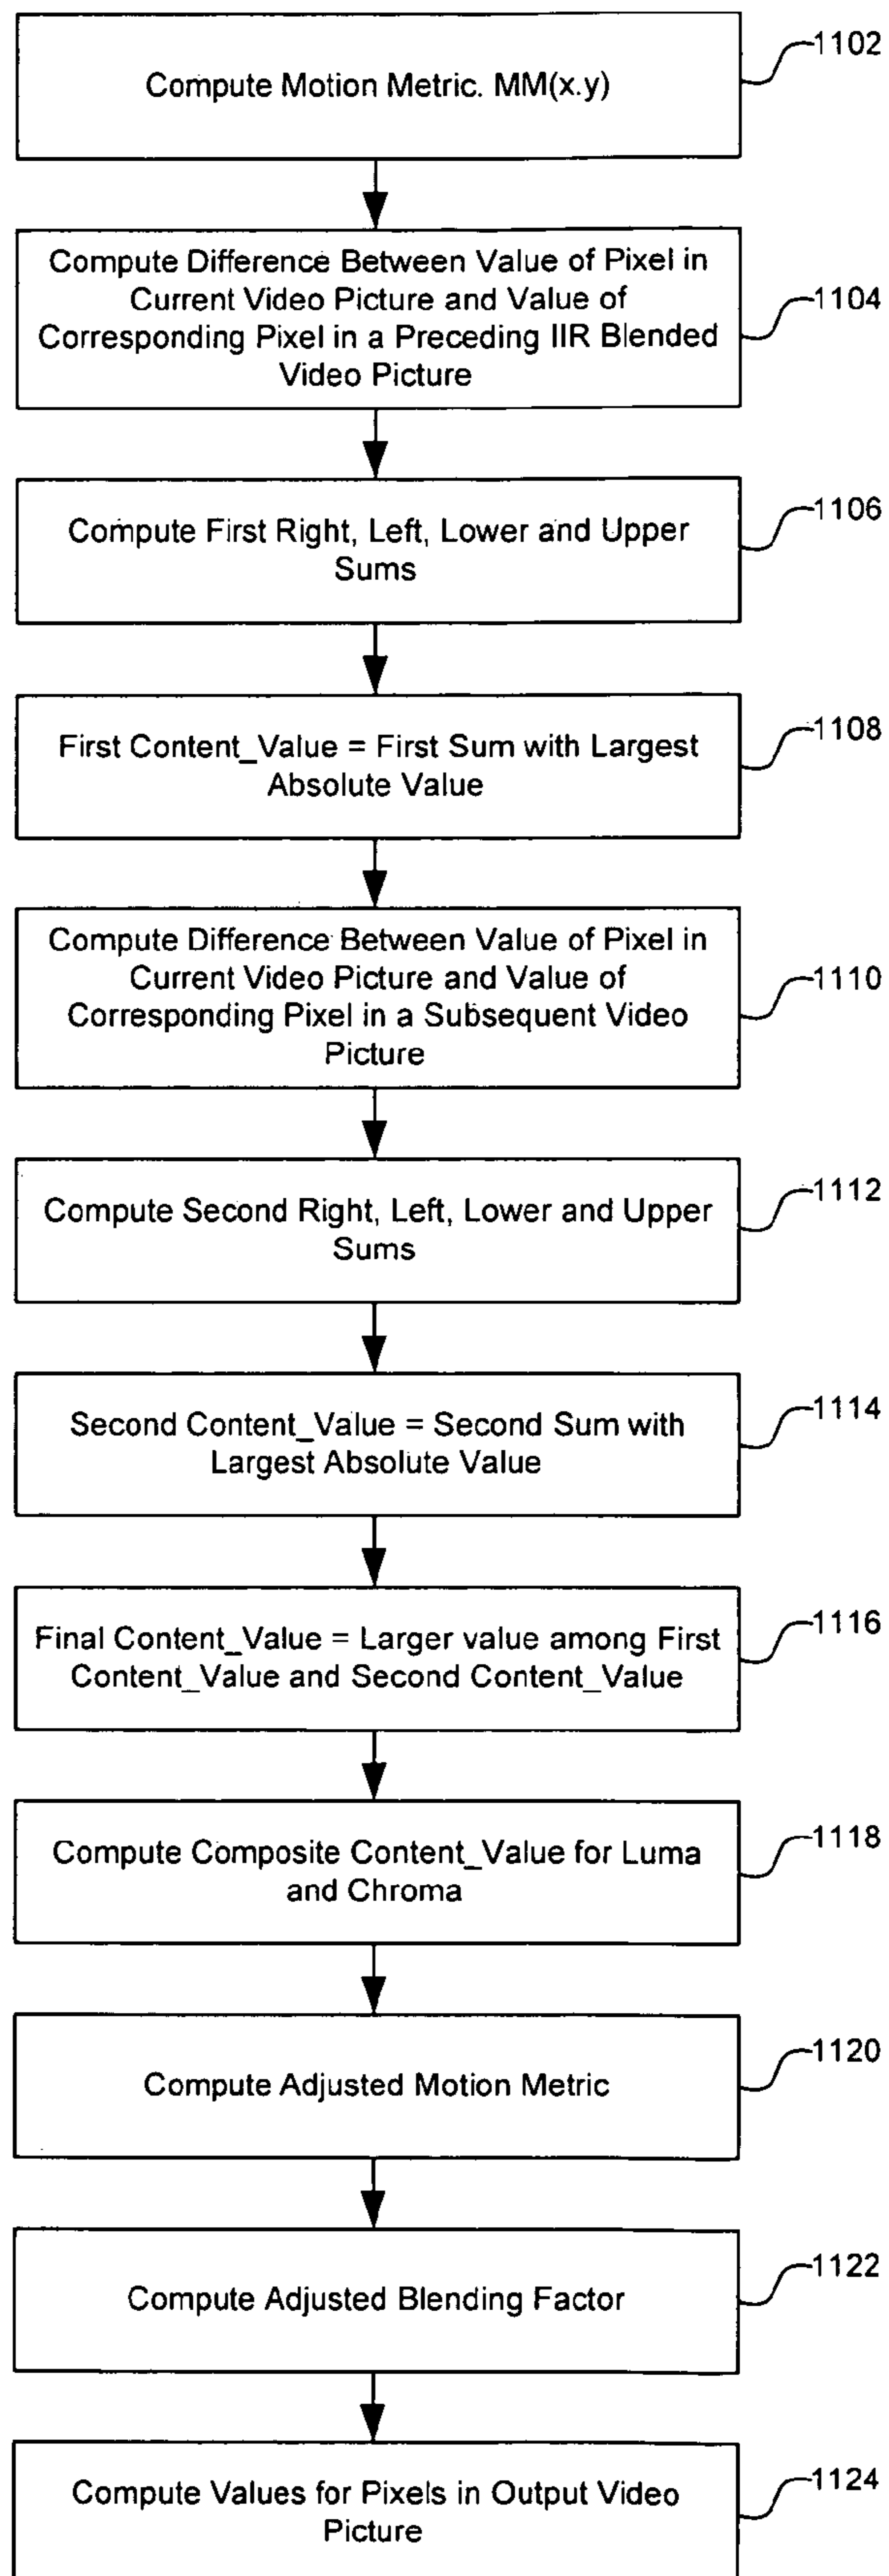 Compute Motion Metric. MM(x.y)
1102
Compute Difference Between Value of Pixel in
Current Video Picture and Value of
Corresponding Pixel in a Preceding IIR Blended
Video Picture
1104
Compute First Right, Left, Lower and Upper
Sums
1106
First Content_Value = First Sum with Largest
Absolute Value
1108
Compute Difference Between Value of Pixel in
Current Video Picture and Value of
Corresponding Pixel in a Subsequent Video
Picture
1110
Compute Second Right, Left, Lower and Upper
Sums
1112
Second Content_Value = Second Sum with
Largest Absolute Value
1114
Final Content_Value = Larger value among First
Content_Value and Second Content_Value
1116
Compute Composite Content_Value for Luma
and Chroma
1118
Compute Adjusted Motion Metric
1120
Compute Adjusted Blending Factor
1122
Compute Values for Pixels in Output Video
Picture
1124